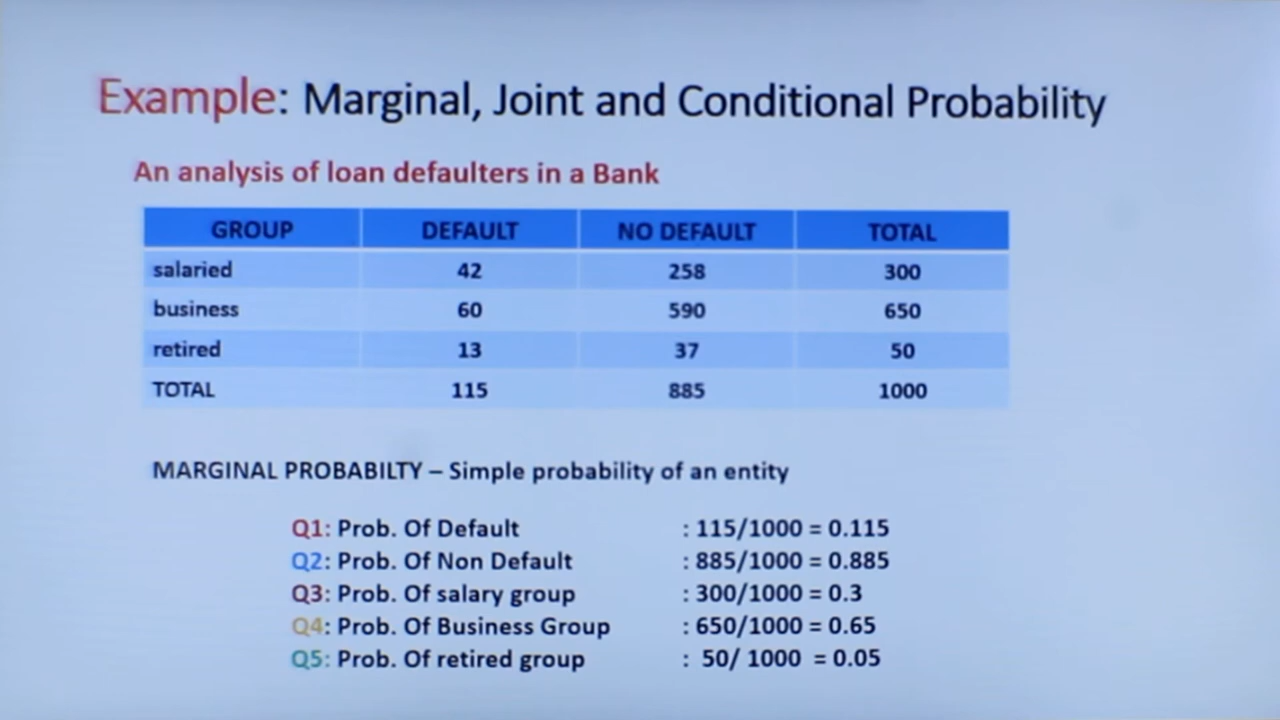 Example: Marginal, Joint and Conditional Probability
An analysis of loan defaulters in a Bank
GROUP DEFAULT NO DEFAULT TOTAL
salaried 42 258 300
business 60 590 650
retired 13 37 50
TOTAL 115 885 1000
MARGINAL PROBABILTY – Simple probability of an entity
Q1: Prob. Of Default : 115/1000 = 0.115
Q2: Prob. Of Non Default : 885/1000 = 0.885
Q3: Prob. Of salary group : 300/1000 = 0.3
Q4: Prob. Of Business Group : 650/1000 = 0.65
Q5: Prob. Of retired group : 50/ 1000 = 0.05